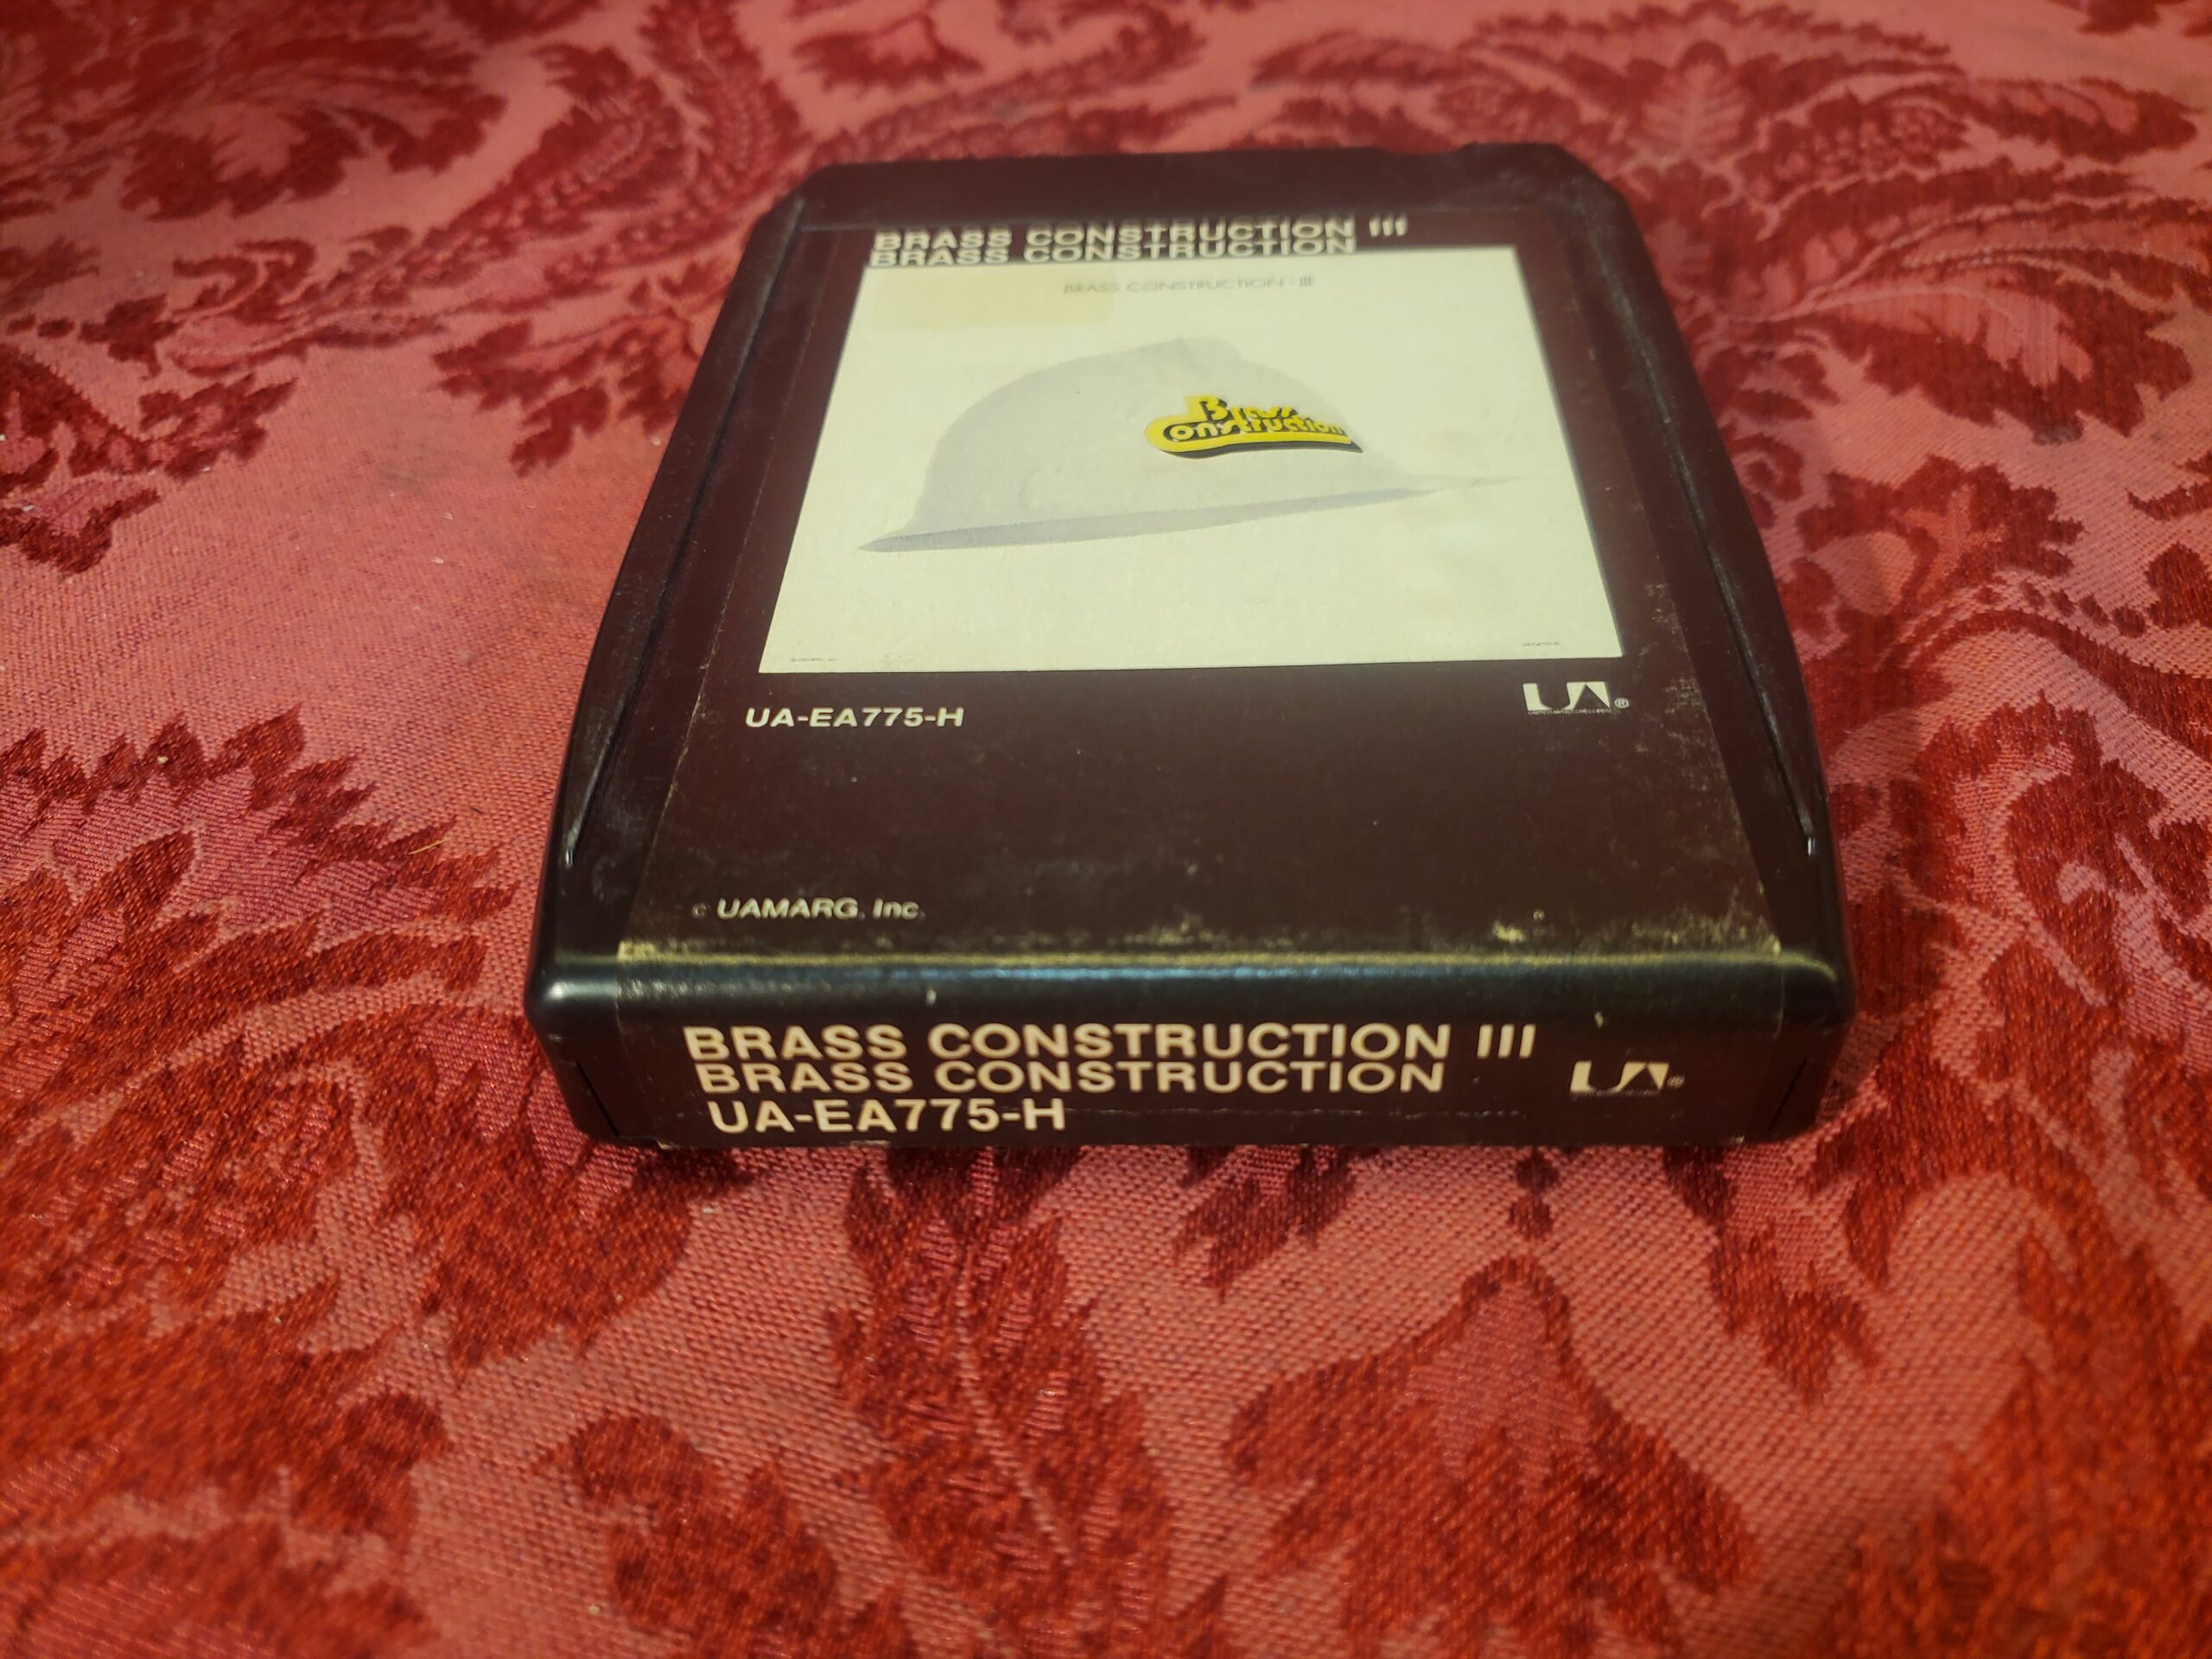 BRASS CONSTRUCTION III
BRASS CONSTRUCTION
BRASS CONSTRUCTION - III
Brass
Construction
UA-EA775-H
UA®
c UAMARG, Inc.
BRASS CONSTRUCTION III
BRASS CONSTRUCTION
UA®
UA-EA775-H